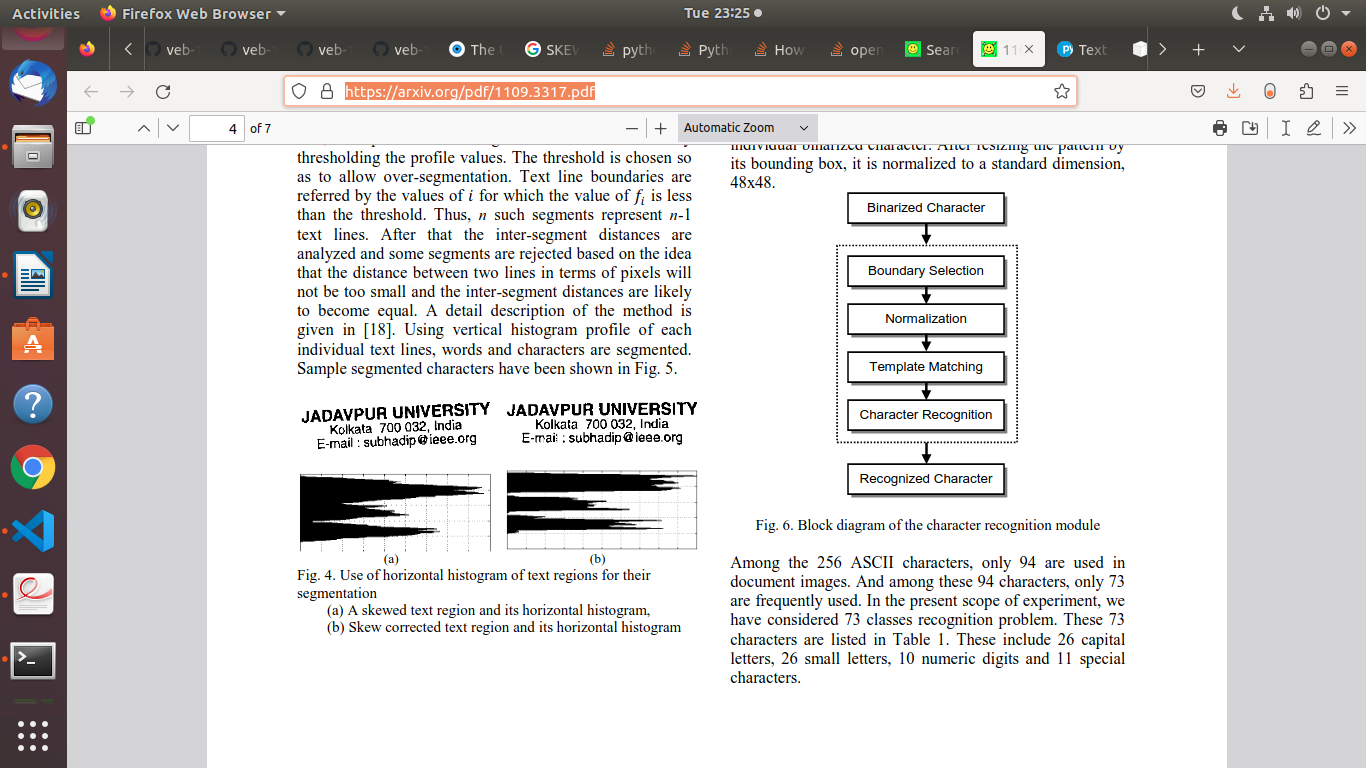 Activities
Firefox Web Browser
Tue 23:25
veb-
veb-
veb-
veb-
The
SKEW
pytho
Pyth
How
open
Sear
11
Text
https://arxiv.org/pdf/1109.3317.pdf
4 of 7
Automatic Zoom
thresholding the profile values. The threshold is chosen so
as to allow over-segmentation. Text line boundaries are
referred by the values of i for which the value of fᵢ is less
than the threshold. Thus, n such segments represent n-1
text lines. After that the inter-segment distances are
analyzed and some segments are rejected based on the idea
that the distance between two lines in terms of pixels will
not be too small and the inter-segment distances are likely
to become equal. A detail description of the method is
given in [18]. Using vertical histogram profile of each
individual text lines, words and characters are segmented.
Sample segmented characters have been shown in Fig. 5.
JADAVPUR UNIVERSITY
Kolkata 700 032, India
E-mail : subhadip@ieee.org
JADAVPUR UNIVERSITY
Kolkata 700 032, India
E-mail : subhadip@ieee.org
(a)
(b)
Fig. 4. Use of horizontal histogram of text regions for their
segmentation
(a) A skewed text region and its horizontal histogram,
(b) Skew corrected text region and its horizontal histogram
individual binarized character. After resizing the pattern by
its bounding box, it is normalized to a standard dimension,
48x48.
Binarized Character
Boundary Selection
Normalization
Template Matching
Character Recognition
Recognized Character
Fig. 6. Block diagram of the character recognition module
Among the 256 ASCII characters, only 94 are used in
document images. And among these 94 characters, only 73
are frequently used. In the present scope of experiment, we
have considered 73 classes recognition problem. These 73
characters are listed in Table 1. These include 26 capital
letters, 26 small letters, 10 numeric digits and 11 special
characters.